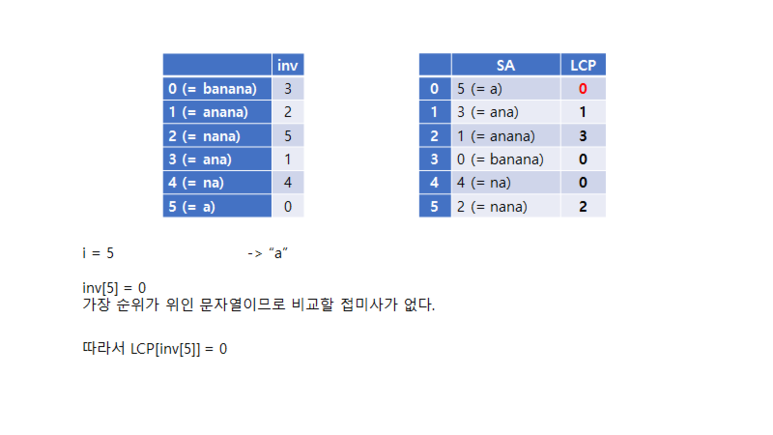 inv
0 (= banana) 3
1 (= anana) 2
2 (= nana) 5
3 (= ana) 1
4 (= na) 4
5 (= a) 0
SA LCP
0 5 (= a) 0
1 3 (= ana) 1
2 1 (= anana) 3
3 0 (= banana) 0
4 4 (= na) 0
5 2 (= nana) 2
i = 5 -> “a”
inv[5] = 0
가장 순위가 위인 문자열이므로 비교할 접미사가 없다.
따라서 LCP[inv[5]] = 0